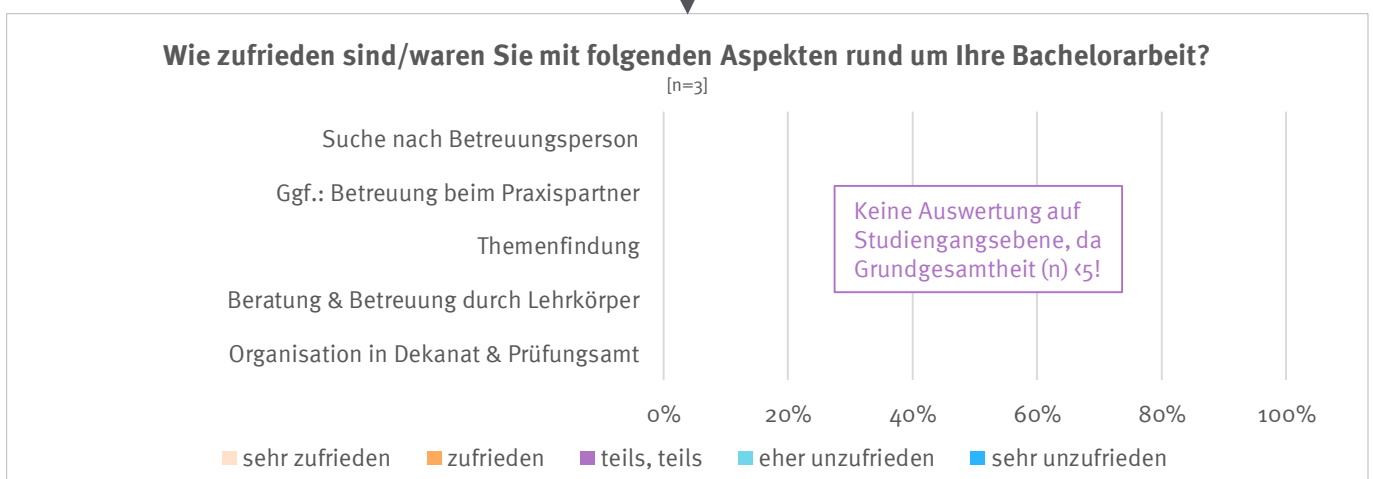 Wie zufrieden sind/waren Sie mit folgenden Aspekten rund um Ihre Bachelorarbeit?
[n=3]
Suche nach Betreuungsperson
Ggf.: Betreuung beim Praxispartner
Themenfindung
Beratung & Betreuung durch Lehrkörper
Organisation in Dekanat & Prüfungsamt
Keine Auswertung auf
Studiengangsebene, da
Grundgesamtheit (n) <5!
0% 20% 40% 60% 80% 100%
sehr zufrieden zufrieden teils, teils eher unzufrieden sehr unzufrieden